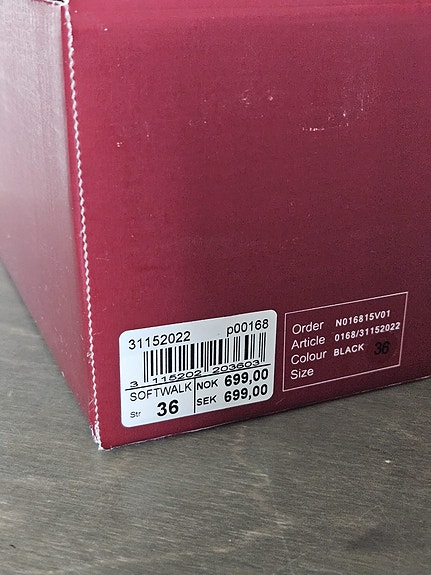 31152022 p00168
3 115202 203603
SOFTWALK
Str 36
NOK 699,00
SEK 699,00
Order N016815V01
Article 0168/31152022
Colour BLACK 36
Size